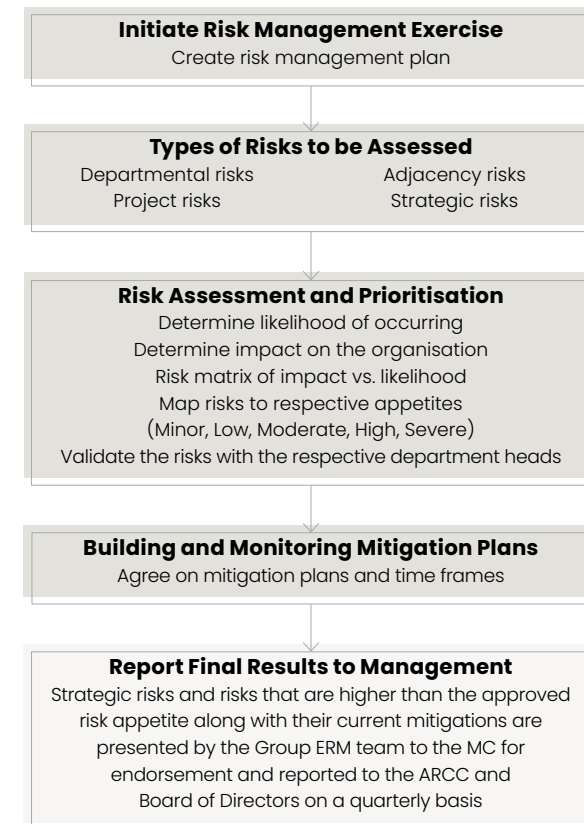 Initiate Risk Management Exercise
Create risk management plan
Types of Risks to be Assessed
Departmental risks Adjacency risks
Project risks Strategic risks
Risk Assessment and Prioritisation
Determine likelihood of occurring
Determine impact on the organisation
Risk matrix of impact vs. likelihood
Map risks to respective appetites
(Minor, Low, Moderate, High, Severe)
Validate the risks with the respective department heads
Building and Monitoring Mitigation Plans
Agree on mitigation plans and time frames
Report Final Results to Management
Strategic risks and risks that are higher than the approved
risk appetite along with their current mitigations are
presented by the Group ERM team to the MC for
endorsement and reported to the ARCC and
Board of Directors on a quarterly basis